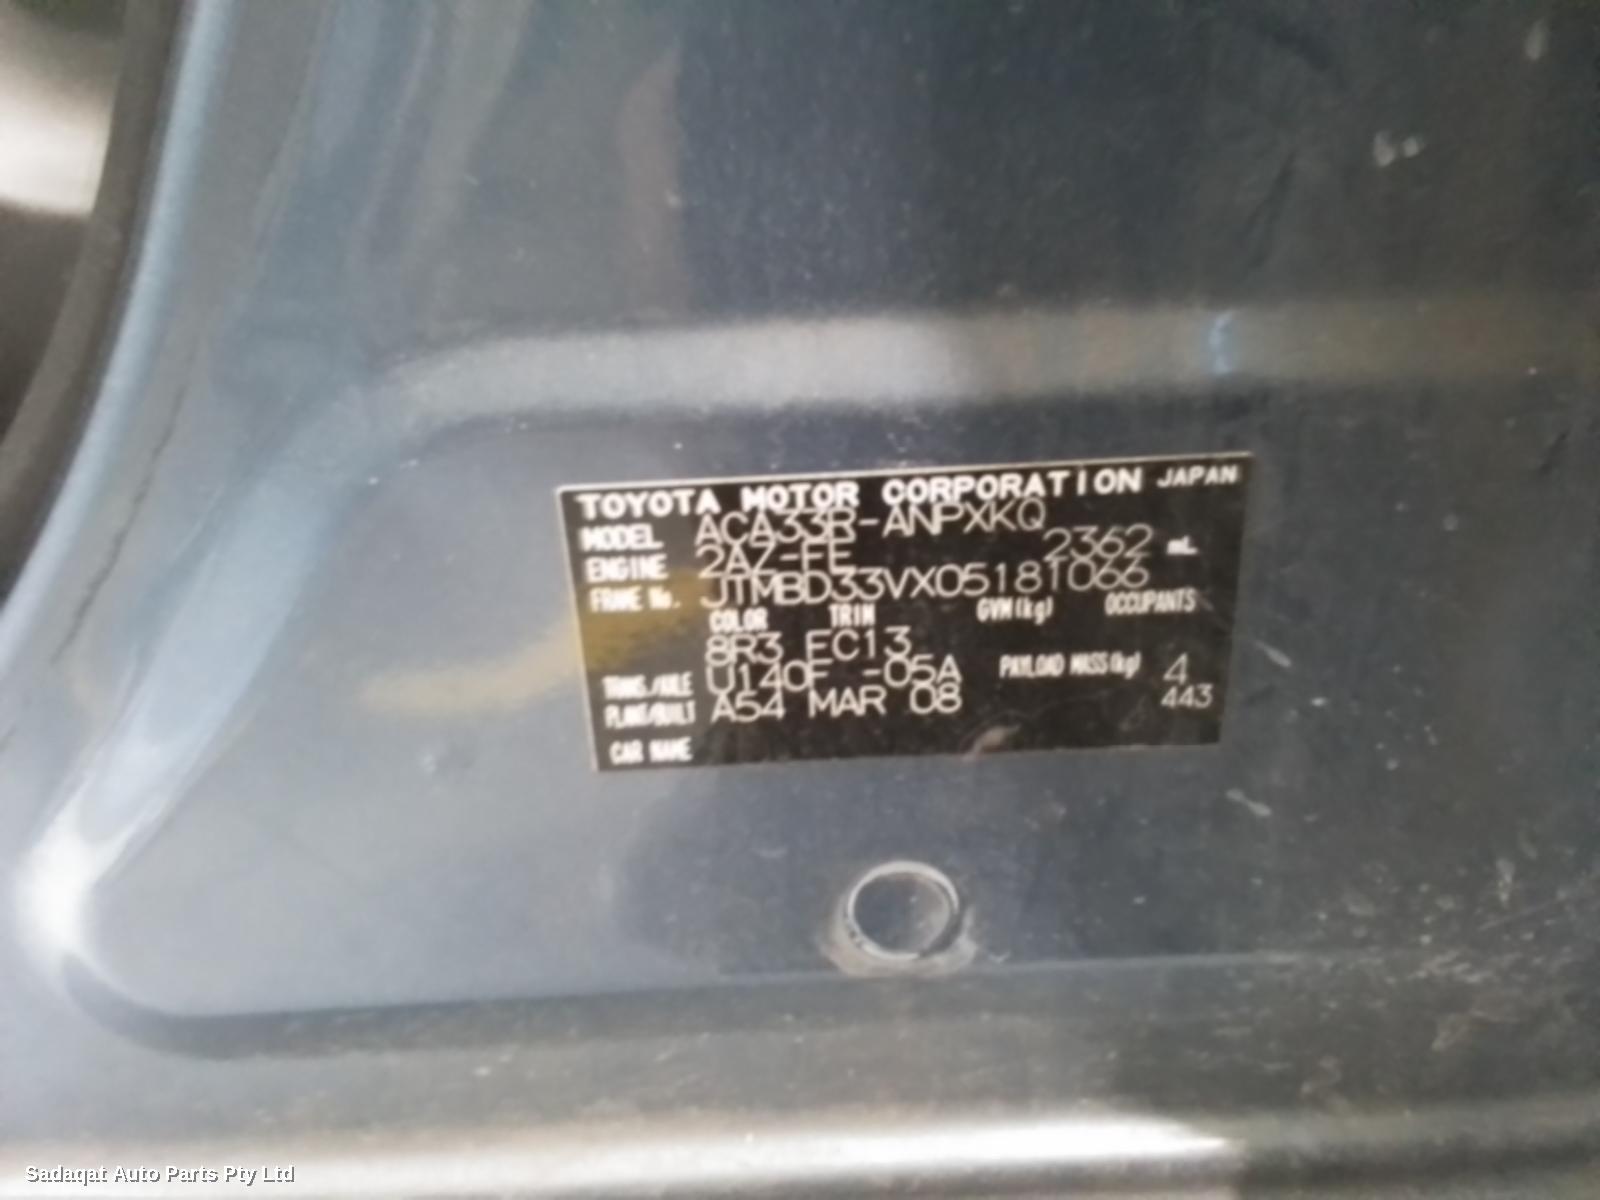 TOYOTA MOTOR CORPORATION JAPAN
MODEL ACA33R-ANPXKQ
ENGINE 2AZ-FE 2362 mL
FRAME No. JTMBD33VX05181066
COLOR TRIM GVM(kg) OCCUPANTS
8R3 FC13
TRANS./AXLE U140F -05A PAYLOAD MASS(kg) 4
PLANT/BUILT A54 MAR 08 443
CAR NAME
Sadaqat Auto Parts Pty Ltd